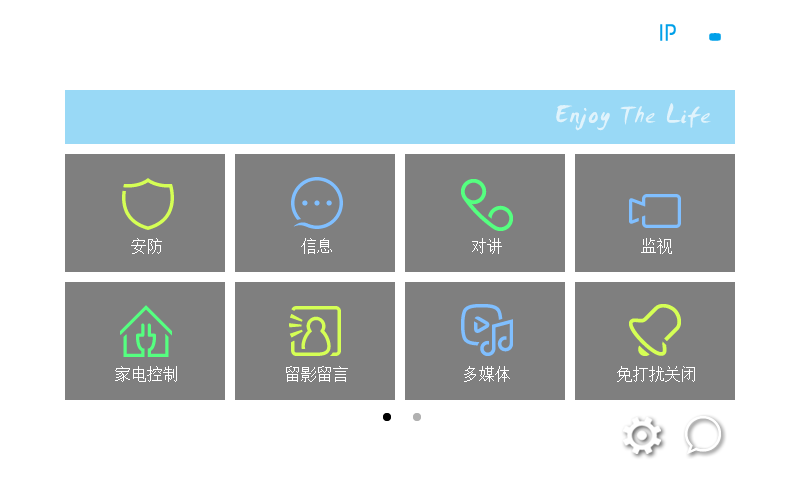 IP
Enjoy The Life
安防
信息
对讲
监视
家电控制
留影留言
多媒体
免打扰关闭